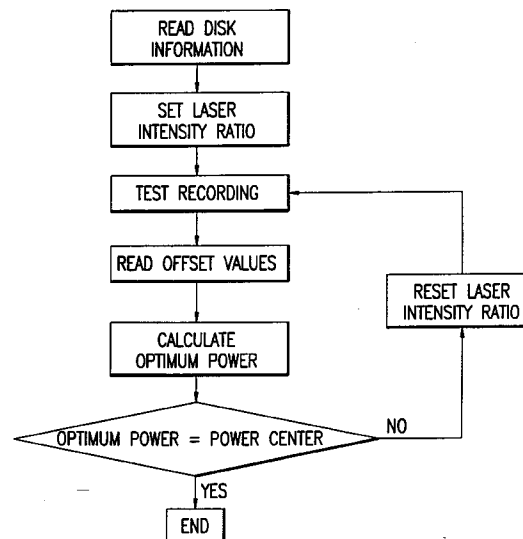 READ DISK
INFORMATION
SET LASER
INTENSITY RATIO
TEST RECORDING
READ OFFSET VALUES
RESET LASER
INTENSITY RATIO
CALCULATE
OPTIMUM POWER
OPTIMUM POWER = POWER CENTER
NO
YES
END